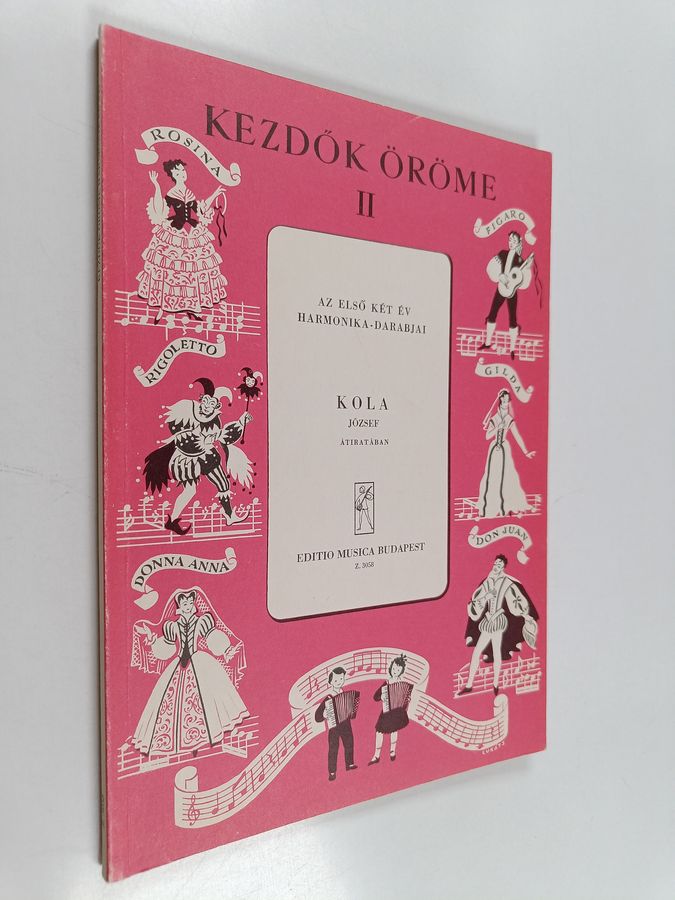 KEZDŐK ÖRÖME
II
ROSINA
FIGARO
AZ ELSŐ KÉT ÉV
HARMONIKA-DARABJAI
RIGOLETTO
GILDA
KOLA
JÓZSEF
ÁTIRATÁBAN
DONNA ANNA
DON JUAN
EDITIO MUSICA BUDAPEST
Z. 3058